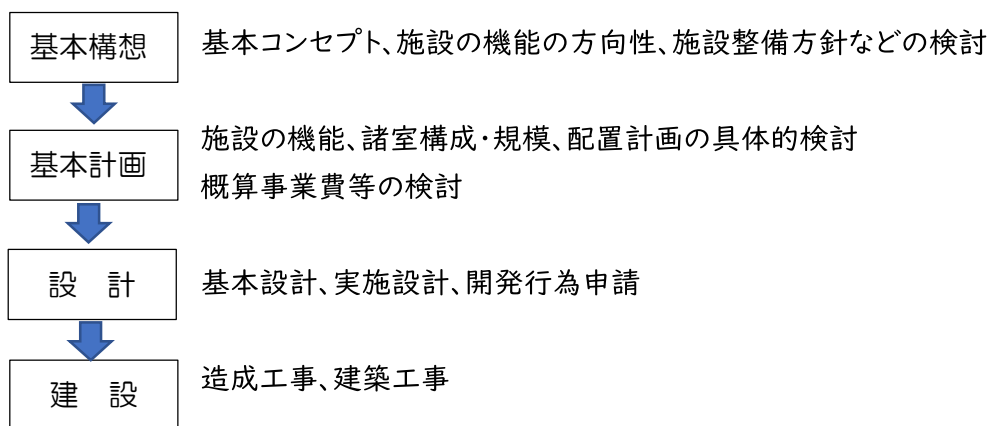 基本構想
基本コンセプト、施設の機能の方向性、施設整備方針などの検討
基本計画
施設の機能、諸室構成・規模、配置計画の具体的検討
概算事業費等の検討
設　計
基本設計、実施設計、開発行為申請
建　設
造成工事、建築工事